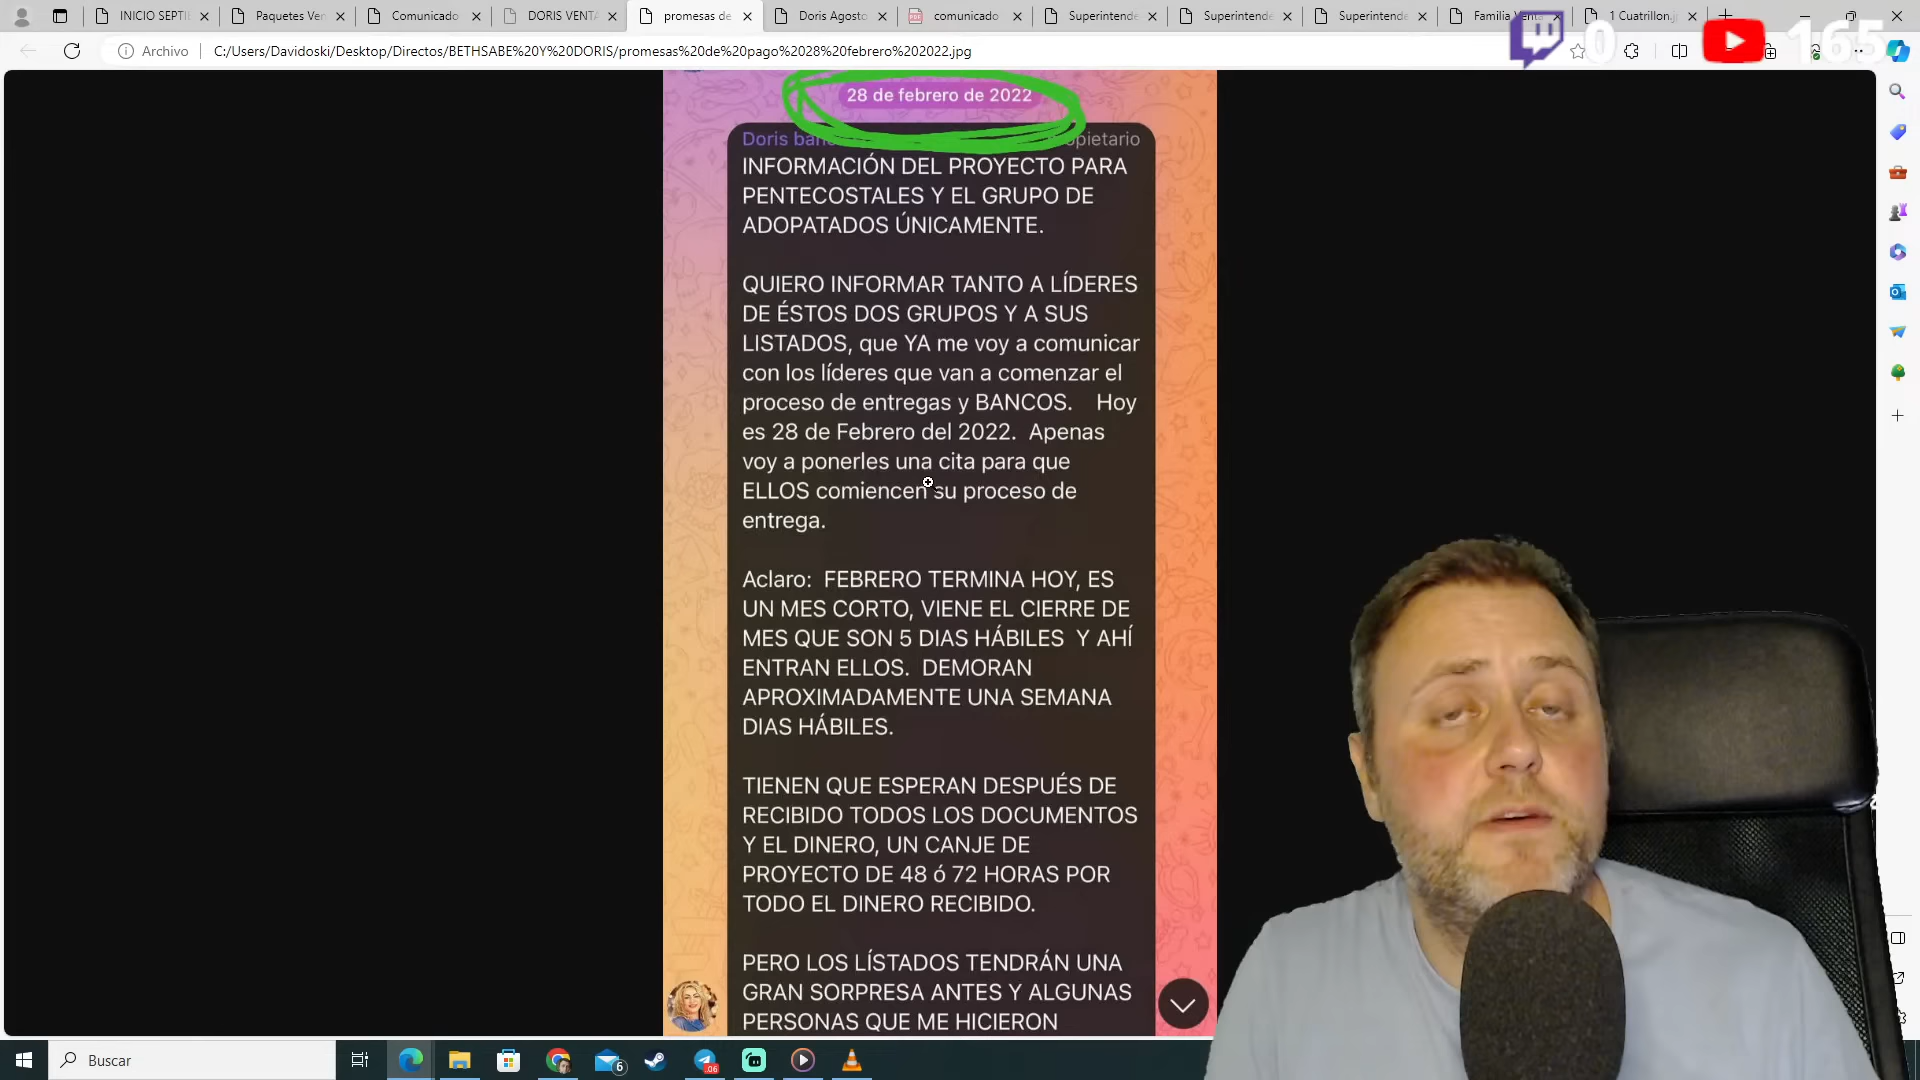 INICIO SEPTI
Paquetes Ven
Comunicado
DORIS VENTA
promesas de
Doris Agosto
comunicado
Superintende
Superintende
Superintende
Familia Venta
1 Cuatrillon.j
Archivo
C:/Users/Davidoski/Desktop/Directos/BETHSABE%20Y%20DORIS/promesas%20de%20pago%2028%20febrero%202022.jpg
0
165
28 de febrero de 2022
Doris
INFORMACIÓN DEL PROYECTO PARA
PENTECOSTALES Y EL GRUPO DE
ADOPATADOS ÚNICAMENTE.
QUIERO INFORMAR TANTO A LÍDERES
DE ÉSTOS DOS GRUPOS Y A SUS
LISTADOS, que YA me voy a comunicar
con los líderes que van a comenzar el
proceso de entregas y BANCOS. Hoy
es 28 de Febrero del 2022. Apenas
voy a ponerles una cita para que
ELLOS comiencen su proceso de
entrega.
Aclaro: FEBRERO TERMINA HOY, ES
UN MES CORTO, VIENE EL CIERRE DE
MES QUE SON 5 DIAS HÁBILES Y AHÍ
ENTRAN ELLOS. DEMORAN
APROXIMADAMENTE UNA SEMANA
DIAS HÁBILES.
TIENEN QUE ESPERAN DESPUÉS DE
RECIBIDO TODOS LOS DOCUMENTOS
Y EL DINERO, UN CANJE DE
PROYECTO DE 48 ó 72 HORAS POR
TODO EL DINERO RECIBIDO.
PERO LOS LÍSTADOS TENDRÁN UNA
GRAN SORPRESA ANTES Y ALGUNAS
PERSONAS QUE ME HICIERON
Buscar
6
.06